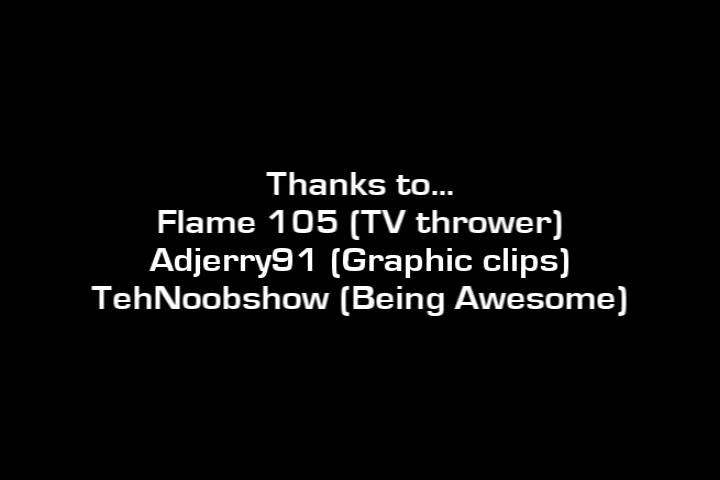 Thanks to...
Flame 105 (TV thrower)
Adjerry91 (Graphic clips)
TehNoobshow (Being Awesome)